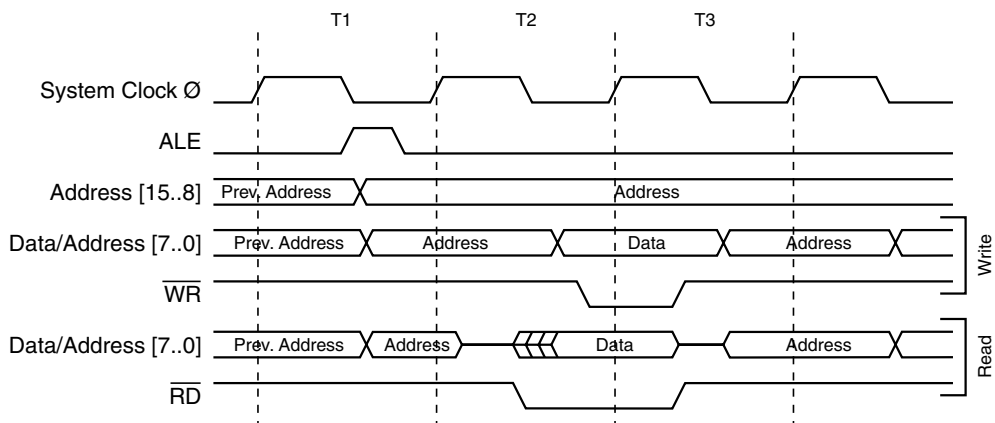 T1 T2 T3
System Clock Ø
ALE
Address [15..8] Prev. Address Address
Data/Address [7..0] Prev. Address Address Data Address
WR
Write
Data/Address [7..0] Prev. Address Address Data Address
RD
Read